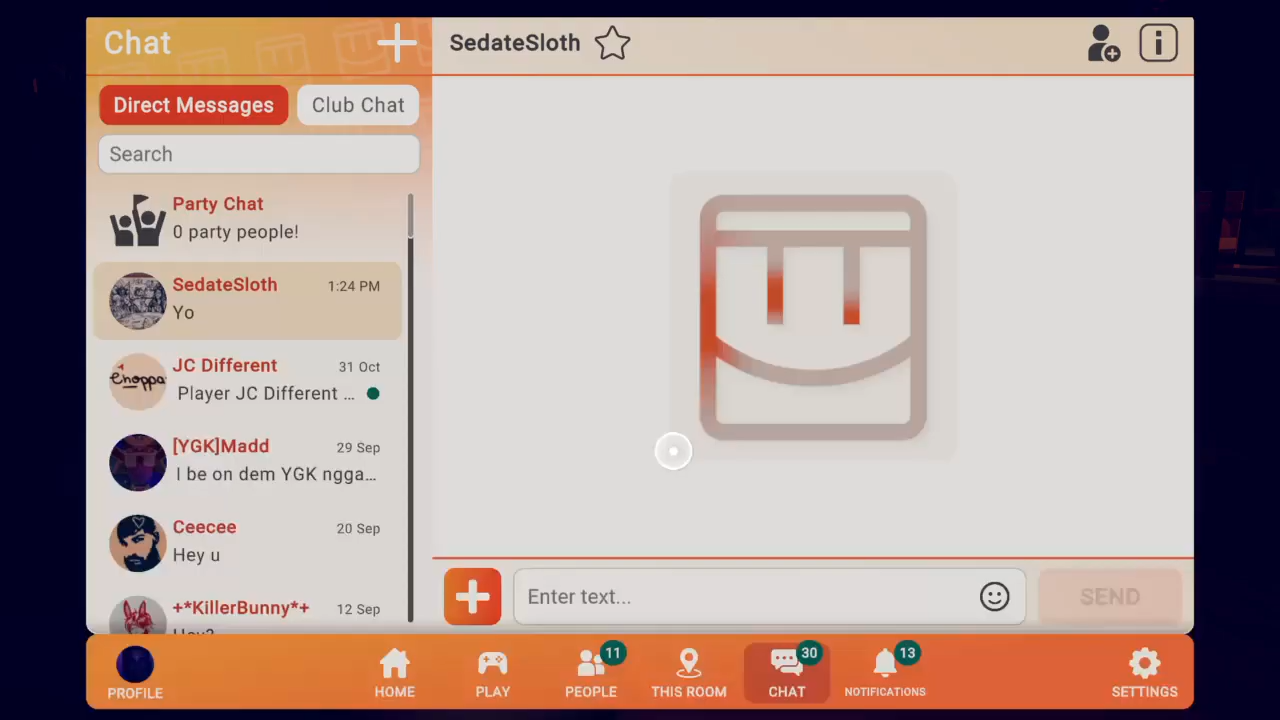 Chat
SedateSloth
Direct Messages
Club Chat
Search
Party Chat
0 party people!
SedateSloth
1:24 PM
Yo
JC Different
31 Oct
Player JC Different ...
[YGK]Madd
29 Sep
I be on dem YGK ngga...
Ceecee
20 Sep
Hey u
+*KillerBunny*+
12 Sep
Enter text...
SEND
PROFILE
HOME
PLAY
11
PEOPLE
THIS ROOM
30
CHAT
13
NOTIFICATIONS
SETTINGS